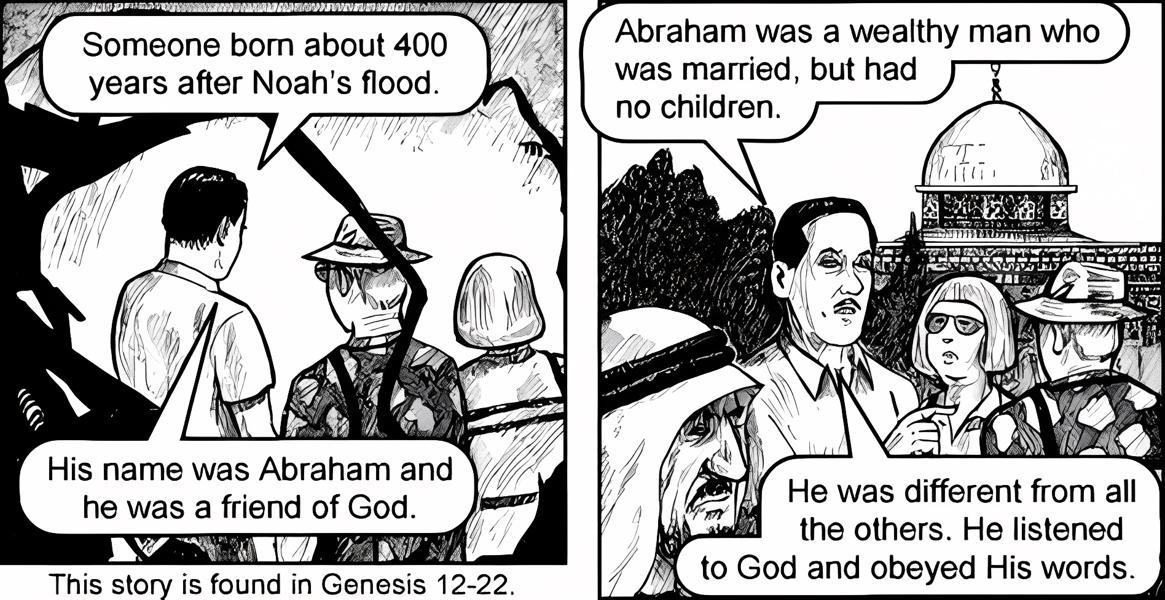 Someone born about 400
years after Noah's flood.
His name was Abraham and
he was a friend of God.
This story is found in Genesis 12-22.
Abraham was a wealthy man who
was married, but had
no children.
He was different from all
the others. He listened
to God and obeyed His words.